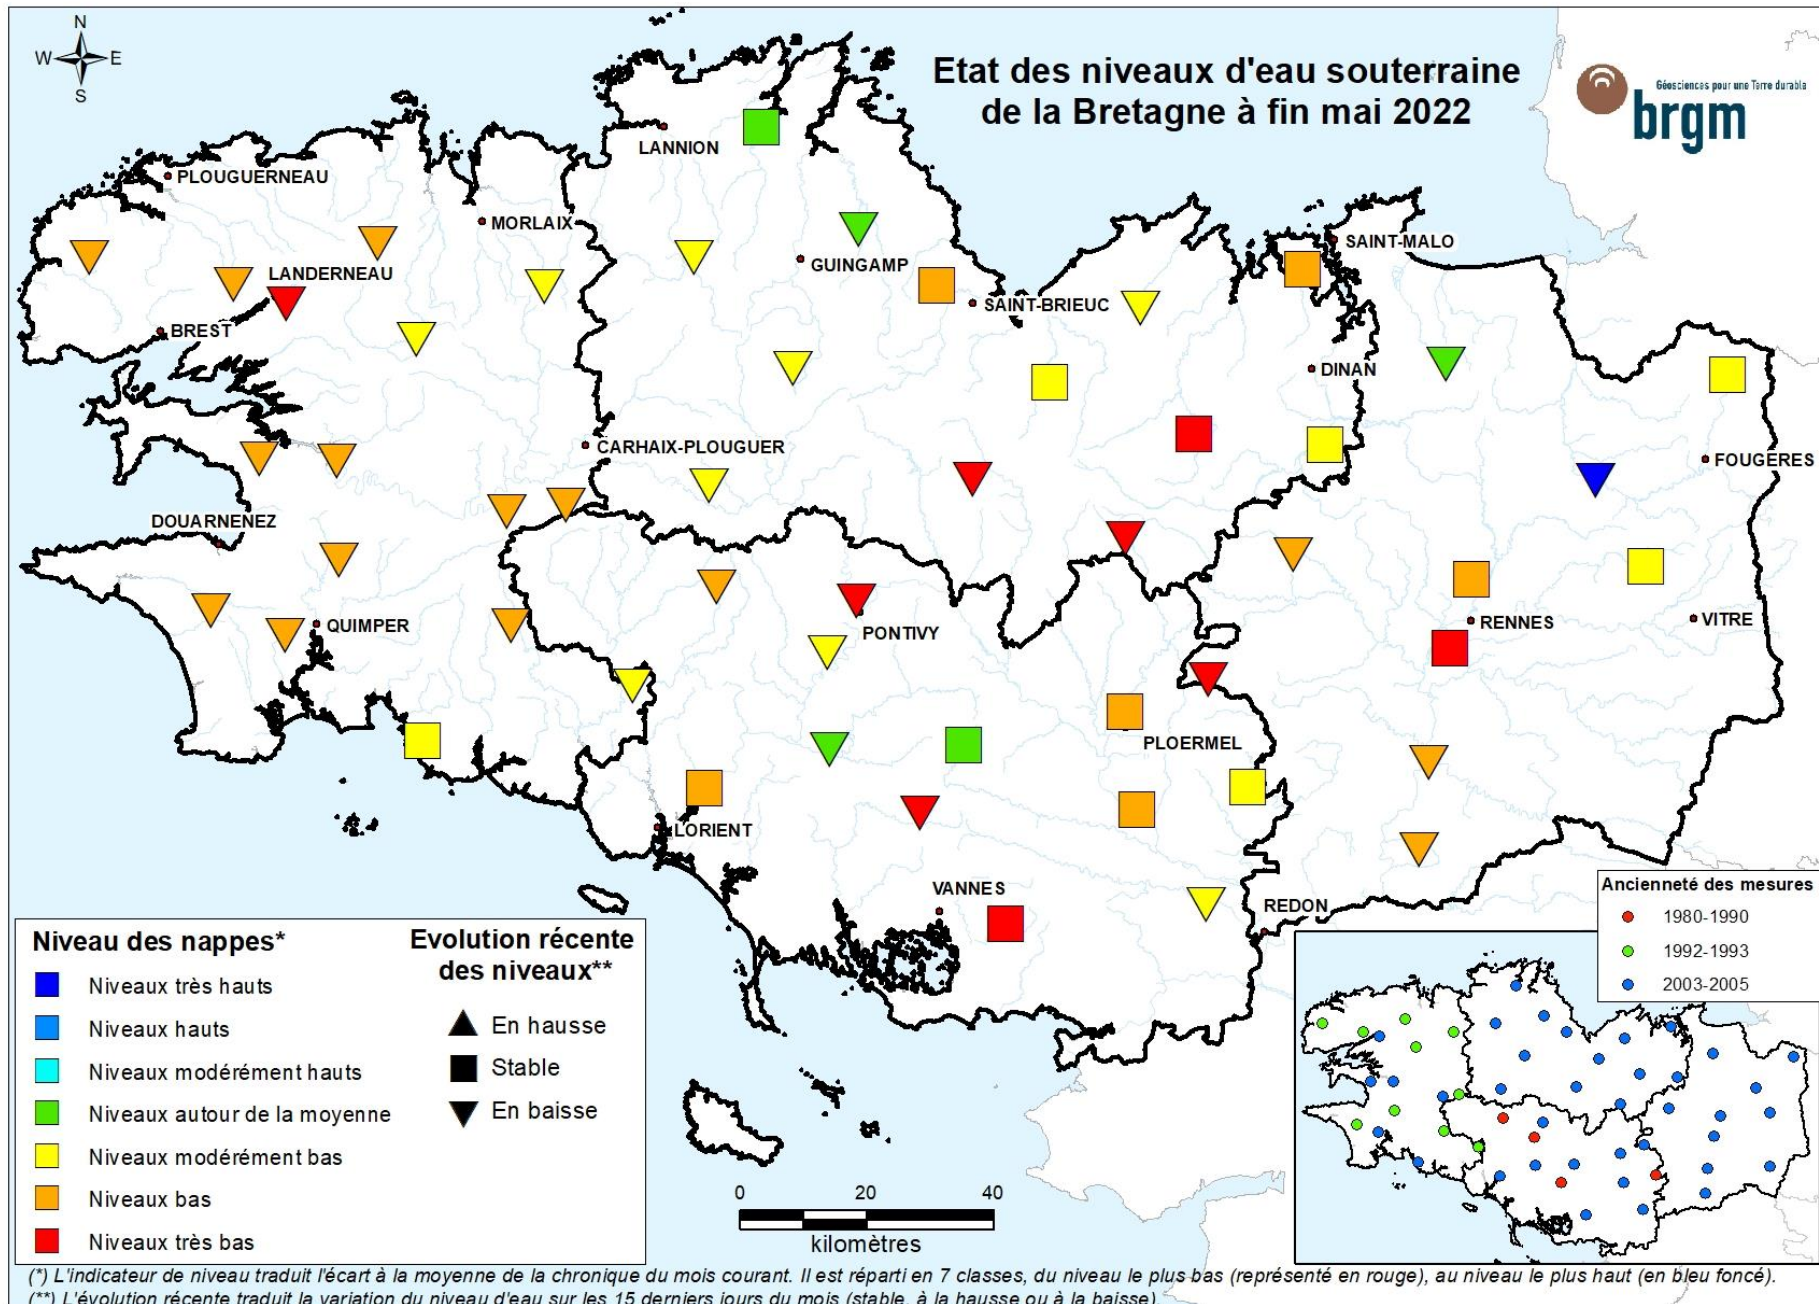 N
W E
S
Etat des niveaux d'eau souterraine
de la Bretagne à fin mai 2022
Géosciences pour une Terre durable
brgm
LANNION
PLOUGUERNEAU
MORLAIX
SAINT-MALO
GUINGAMP
LANDERNEAU
SAINT-BRIEUC
BREST
DINAN
CARHAIX-PLOUGUER
FOUGERES
DOUARNENEZ
QUIMPER
PONTIVY
RENNES
VITRE
PLOERMEL
LORIENT
VANNES
REDON
Niveau des nappes*
Niveaux très hauts
Niveaux hauts
Niveaux modérément hauts
Niveaux autour de la moyenne
Niveaux modérément bas
Niveaux bas
Niveaux très bas
Evolution récente
des niveaux**
En hausse
Stable
En baisse
0 20 40
kilomètres
Ancienneté des mesures
1980-1990
1992-1993
2003-2005
(*) L'indicateur de niveau traduit l'écart à la moyenne de la chronique du mois courant. Il est réparti en 7 classes, du niveau le plus bas (représenté en rouge), au niveau le plus haut (en bleu foncé).
(**) L'évolution récente traduit la variation du niveau d'eau sur les 15 derniers jours du mois (stable, à la hausse ou à la baisse).